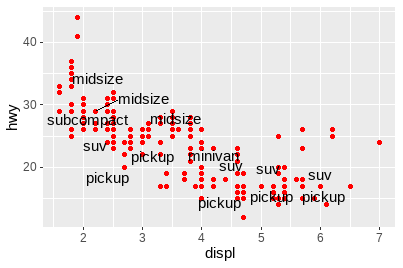 hwy
40
30
20
midsize
midsize
subcompact
midsize
suv
pickup
minivan
suv
suv
pickup
suv
pickup
pickup
pickup
2
3
4
5
6
7
displ